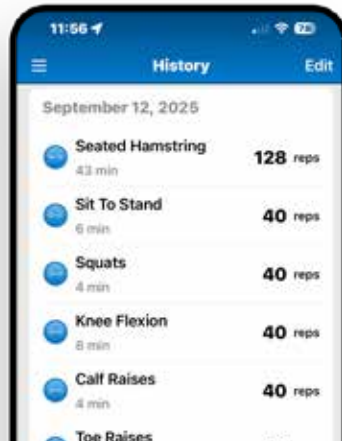 11:56
78
History
Edit
September 12, 2025
Seated Hamstring
128 reps
43 min
Sit To Stand
40 reps
6 min
Squats
40 reps
4 min
Knee Flexion
40 reps
6 min
Calf Raises
40 reps
4 min
Toe Raises